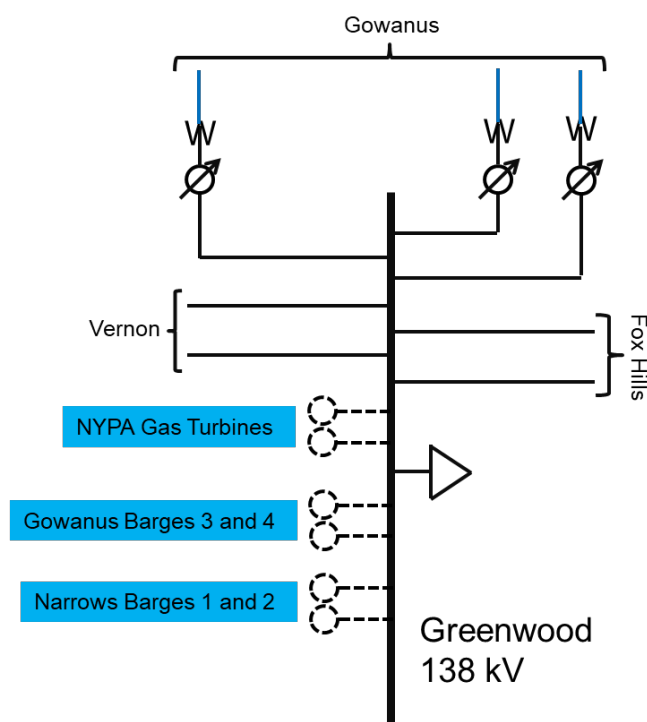 Gowanus
Vernon
Fox Hills
NYPA Gas Turbines
Gowanus Barges 3 and 4
Narrows Barges 1 and 2
Greenwood
138 kV